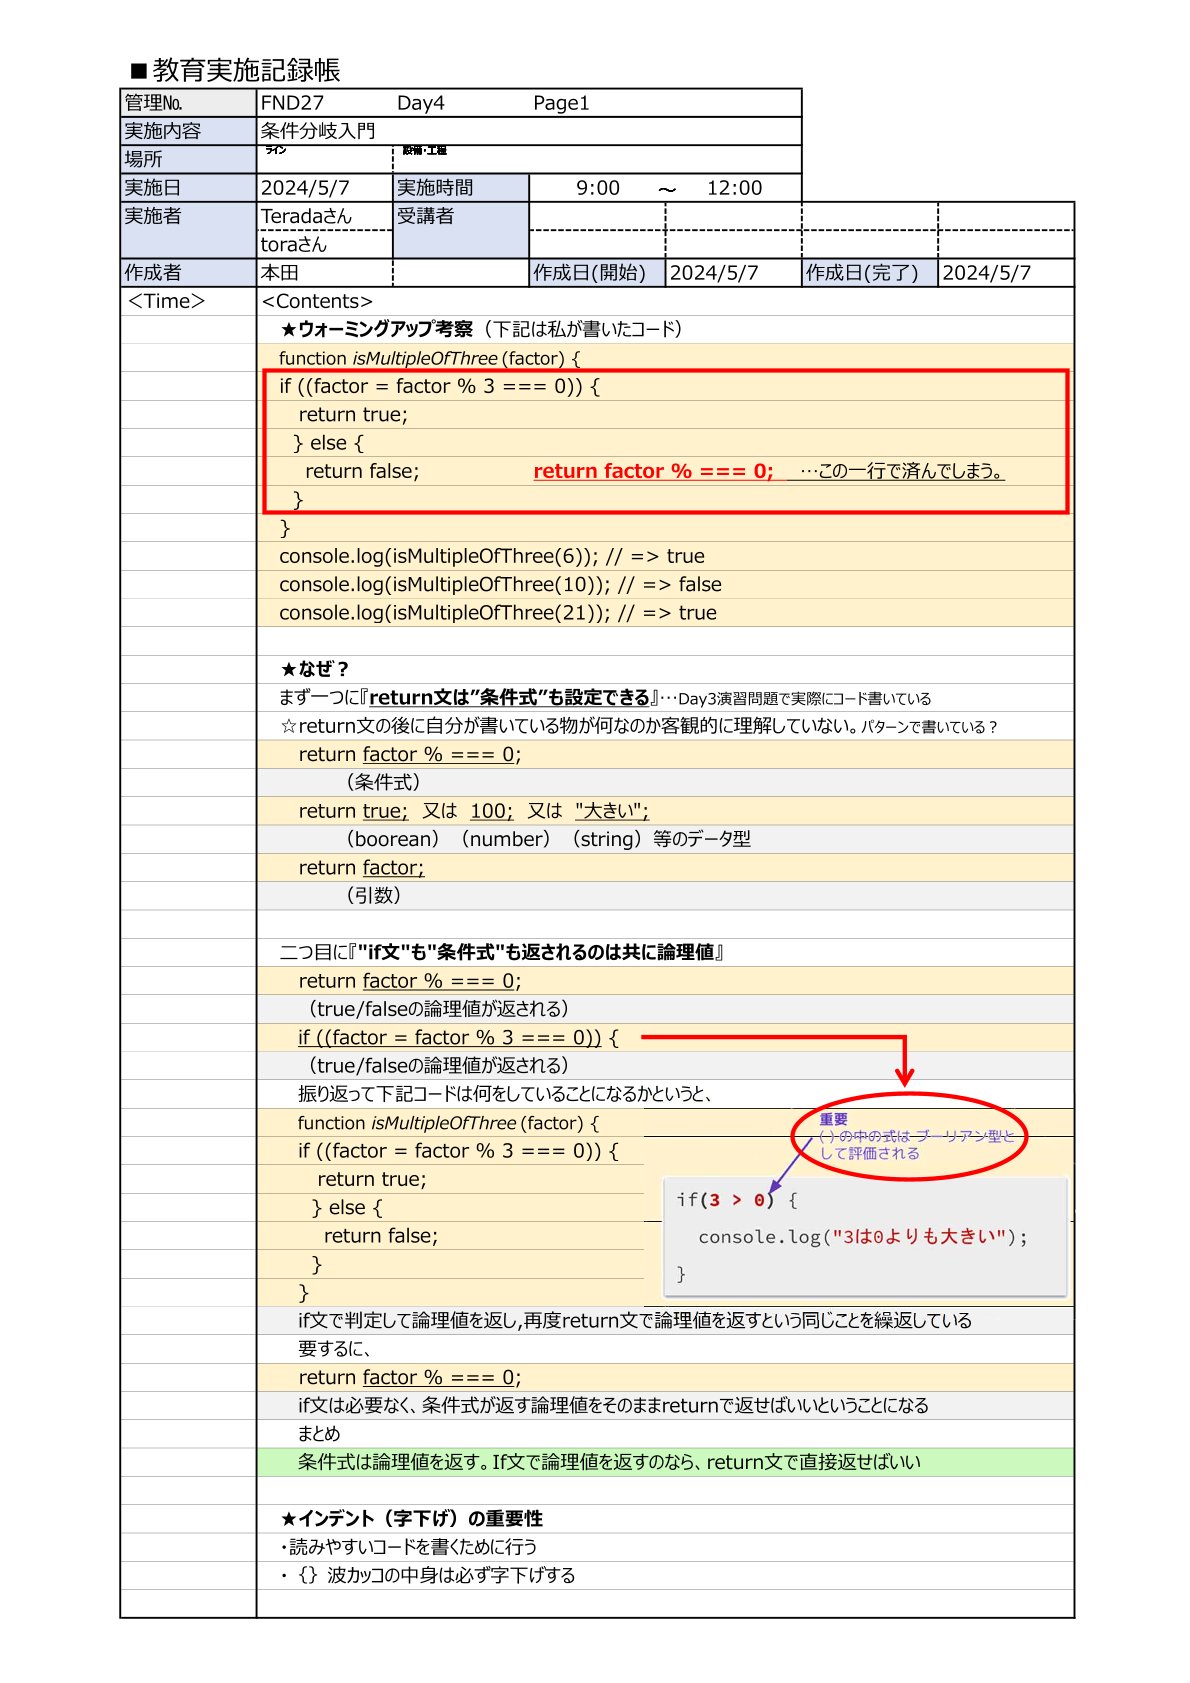 ■教育実施記録帳
管理№ FND27 Day4 Page1
実施内容 条件分岐入門
場所 ライン 設備・工程
実施日 2024/5/7 実施時間 9:00 ～ 12:00
実施者 Teradaさん 受講者
toraさん
作成者 本田 作成日(開始) 2024/5/7 作成日(完了) 2024/5/7
＜Time＞ <Contents>
★ウォーミングアップ考察（下記は私が書いたコード）
function isMultipleOfThree (factor) {
if ((factor = factor % 3 === 0)) {
return true;
} else {
return false; return factor % === 0; …この一行で済んでしまう。
}
}
console.log(isMultipleOfThree(6)); // => true
console.log(isMultipleOfThree(10)); // => false
console.log(isMultipleOfThree(21)); // => true
★なぜ？
まず一つに『return文は"条件式"も設定できる』…Day3演習問題で実際にコード書いている
☆return文の後に自分が書いている物が何なのか客観的に理解していない。パターンで書いている？
return factor % === 0;
（条件式）
return true; 又は 100; 又は "大きい";
（boorean）（number）（string）等のデータ型
return factor;
（引数）
二つ目に『"if文"も"条件式"も返されるのは共に論理値』
return factor % === 0;
（true/falseの論理値が返される）
if ((factor = factor % 3 === 0)) {
（true/falseの論理値が返される）
振り返って下記コードは何をしていることになるかというと、
function isMultipleOfThree (factor) {
if ((factor = factor % 3 === 0)) {
return true;
} else {
return false;
}
}
重要
( ) の中の式は ブーリアン型と
して評価される
if(3 > 0) {
console.log("3は0よりも大きい");
}
if文で判定して論理値を返し,再度return文で論理値を返すという同じことを繰返している
要するに、
return factor % === 0;
if文は必要なく、条件式が返す論理値をそのままreturnで返せばいいということになる
まとめ
条件式は論理値を返す。If文で論理値を返すのなら、return文で直接返せばいい
★インデント（字下げ）の重要性
・読みやすいコードを書くために行う
・｛｝波カッコの中身は必ず字下げする